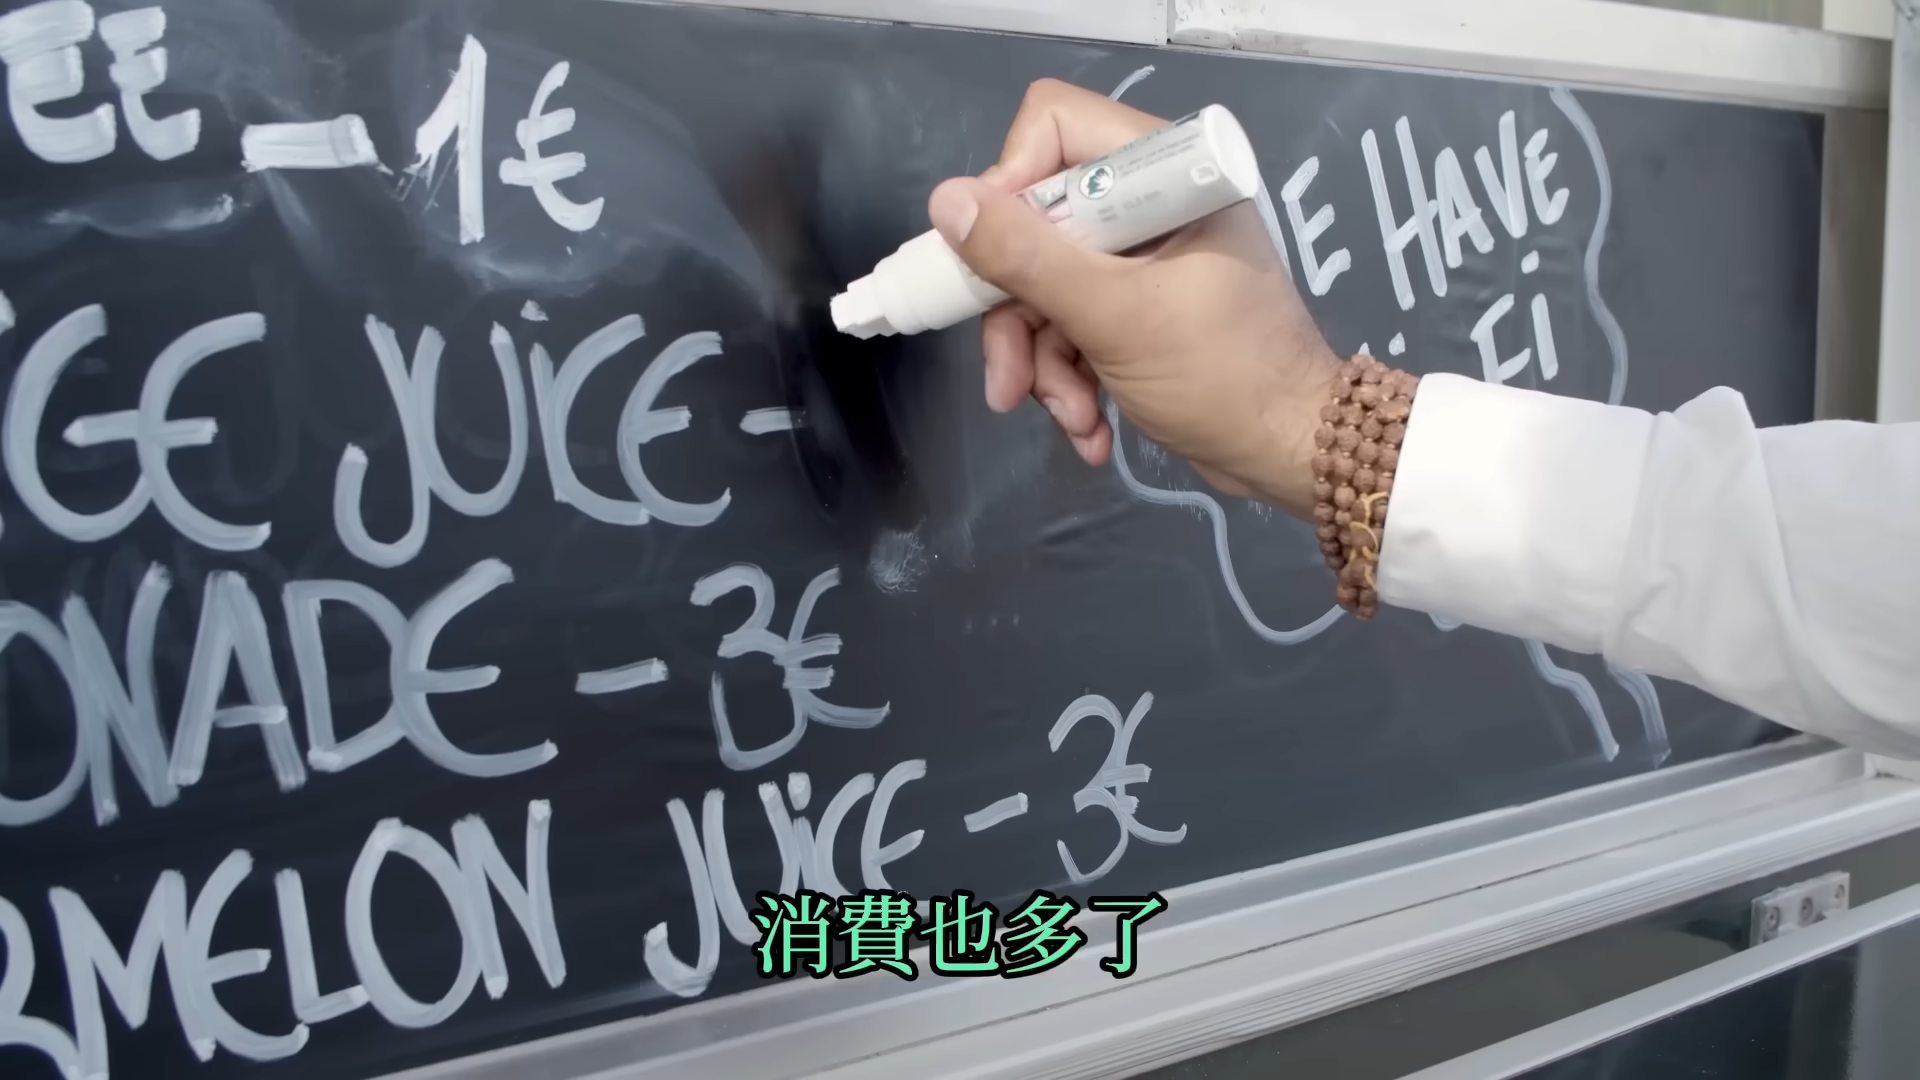 EE - 1€
GE JUICE -
ONADE - 3€
RMELON JUICE - 3€
E HAVE
Fi
消費也多了